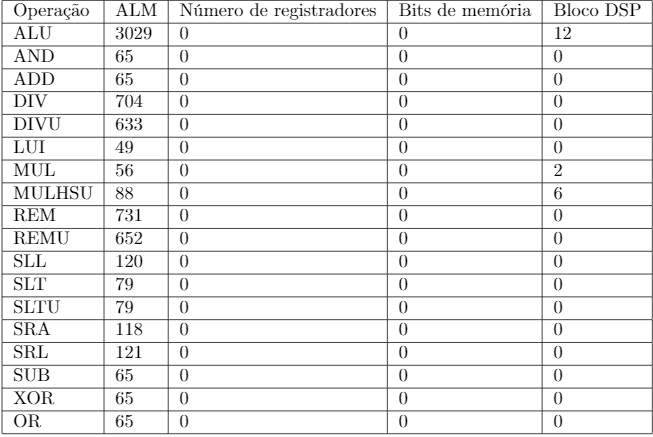 Operação ALM Número de registradores Bits de memória Bloco DSP
ALU 3029 0 0 12
AND 65 0 0 0
ADD 65 0 0 0
DIV 704 0 0 0
DIVU 633 0 0 0
LUI 49 0 0 0
MUL 56 0 0 2
MULHSU 88 0 0 6
REM 731 0 0 0
REMU 652 0 0 0
SLL 120 0 0 0
SLT 79 0 0 0
SLTU 79 0 0 0
SRA 118 0 0 0
SRL 121 0 0 0
SUB 65 0 0 0
XOR 65 0 0 0
OR 65 0 0 0